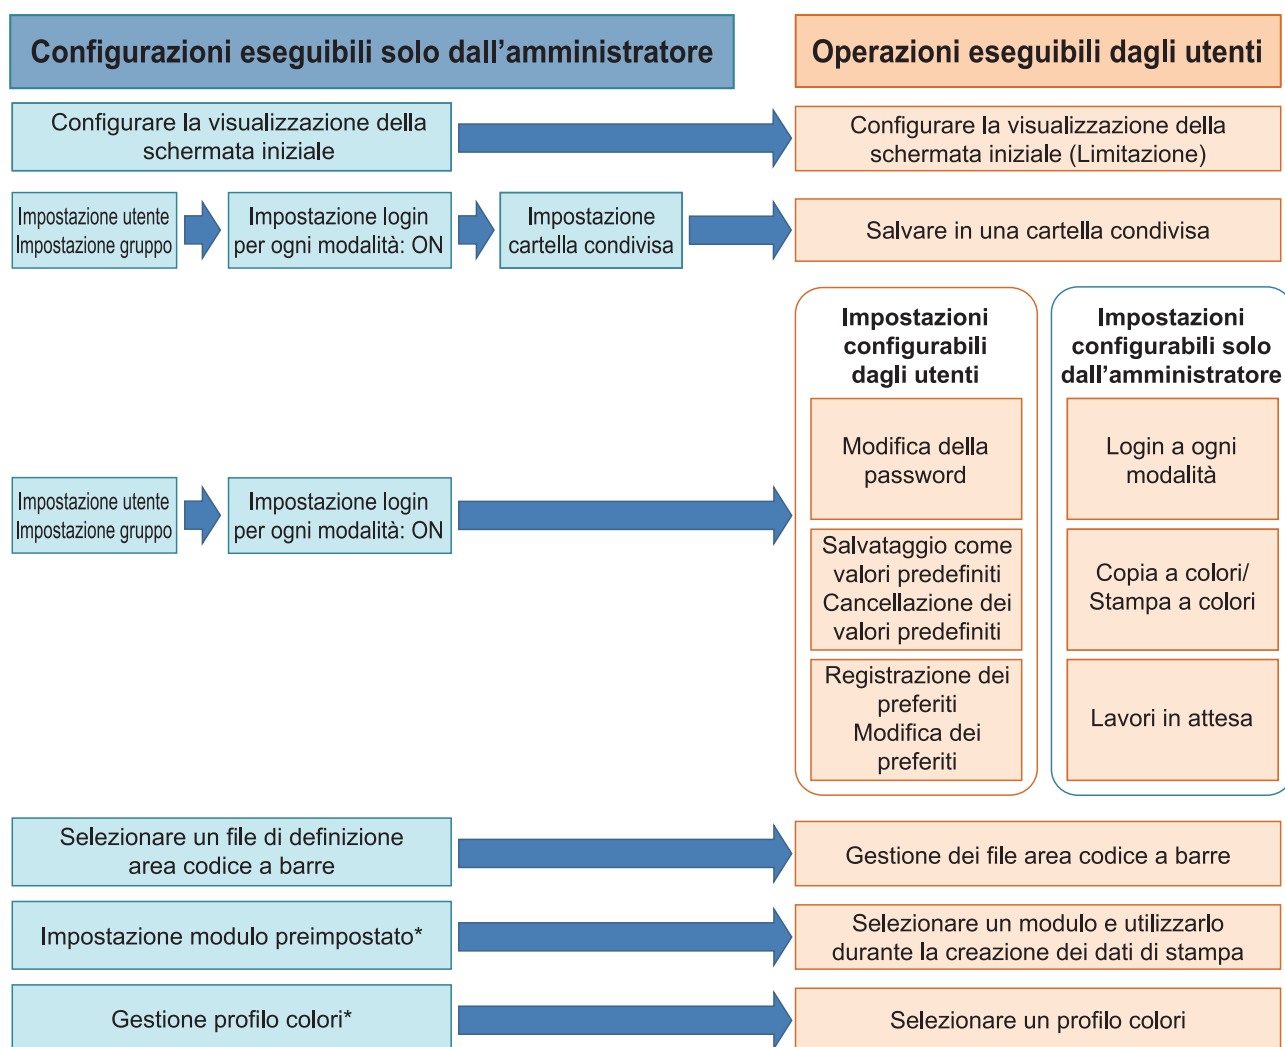 Configurazioni eseguibili solo dall’amministratore
Operazioni eseguibili dagli utenti
Configurare la visualizzazione della
schermata iniziale
Configurare la visualizzazione della
schermata iniziale (Limitazione)
Impostazione utente
Impostazione gruppo
Impostazione login
per ogni modalità: ON
Impostazione
cartella condivisa
Salvare in una cartella condivisa
Impostazione utente
Impostazione gruppo
Impostazione login
per ogni modalità: ON
Impostazioni
configurabili
dagli utenti
Modifica della
password
Salvataggio come
valori predefiniti
Cancellazione dei
valori predefiniti
Registrazione dei
preferiti
Modifica dei
preferiti
Impostazioni
configurabili solo
dall’amministratore
Login a ogni
modalità
Copia a colori/
Stampa a colori
Lavori in attesa
Selezionare un file di definizione
area codice a barre
Gestione dei file area codice a barre
Impostazione modulo preimpostato*
Selezionare un modulo e utilizzarlo
durante la creazione dei dati di stampa
Gestione profilo colori*
Selezionare un profilo colori